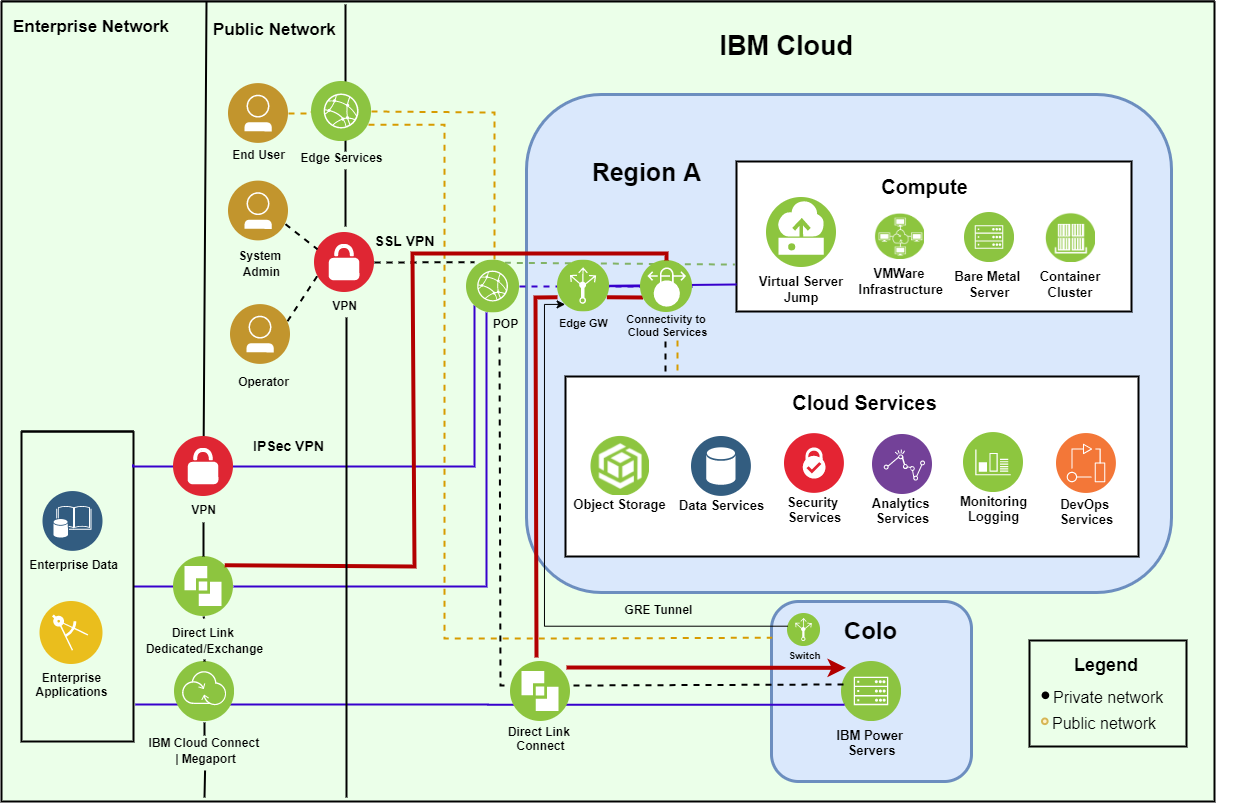 Enterprise Network
Public Network
IBM Cloud
End User
Edge Services
System
Admin
SSL VPN
VPN
Operator
Region A
Compute
Virtual Server
Jump
VMWare
Infrastructure
Bare Metal
Server
Container
Cluster
POP
Edge GW
Connectivity to
Cloud Services
Cloud Services
Object Storage
Data Services
Security
Services
Analytics
Services
Monitoring
Logging
DevOps
Services
IPSec VPN
VPN
Enterprise Data
Enterprise
Applications
Direct Link
Dedicated/Exchange
IBM Cloud Connect
| Megaport
GRE Tunnel
Direct Link
Connect
Switch
Colo
IBM Power
Servers
Legend
Private network
Public network